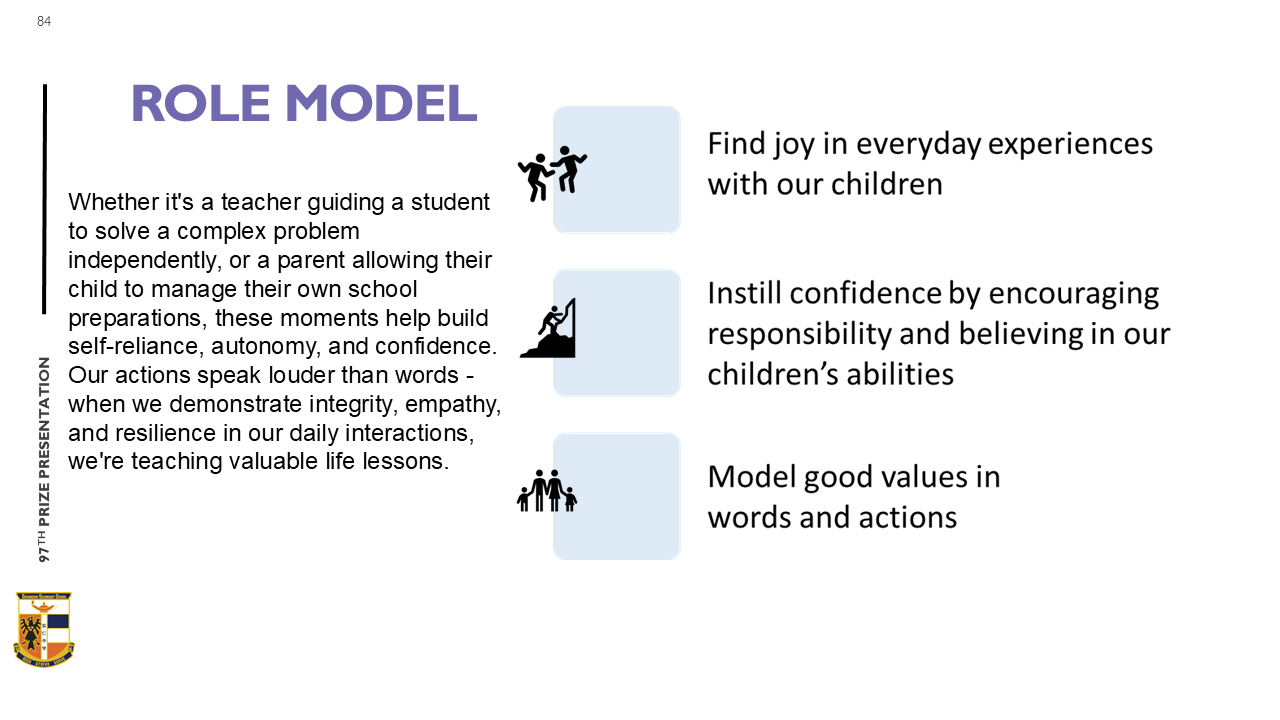 84
ROLE MODEL
Whether it's a teacher guiding a student
to solve a complex problem
independently, or a parent allowing their
child to manage their own school
preparations, these moments help build
self-reliance, autonomy, and confidence.
Our actions speak louder than words -
when we demonstrate integrity, empathy,
and resilience in our daily interactions,
we're teaching valuable life lessons.
Find joy in everyday experiences
with our children
Instill confidence by encouraging
responsibility and believing in our
children’s abilities
Model good values in
words and actions
97TH PRIZE PRESENTATION